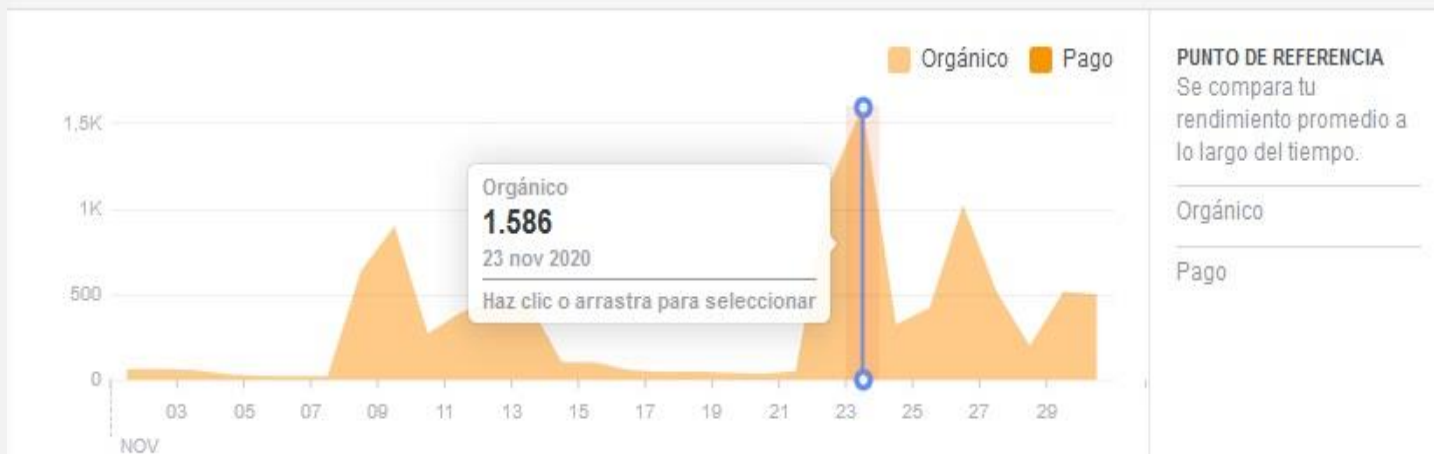 Orgánico Pago
1,5K
1K
500
0
Orgánico
1.586
23 nov 2020
Haz clic o arrastra para seleccionar
03 05 07 09 11 13 15 17 19 21 23 25 27 29
NOV
PUNTO DE REFERENCIA
Se compara tu
rendimiento promedio a
lo largo del tiempo.
Orgánico
Pago